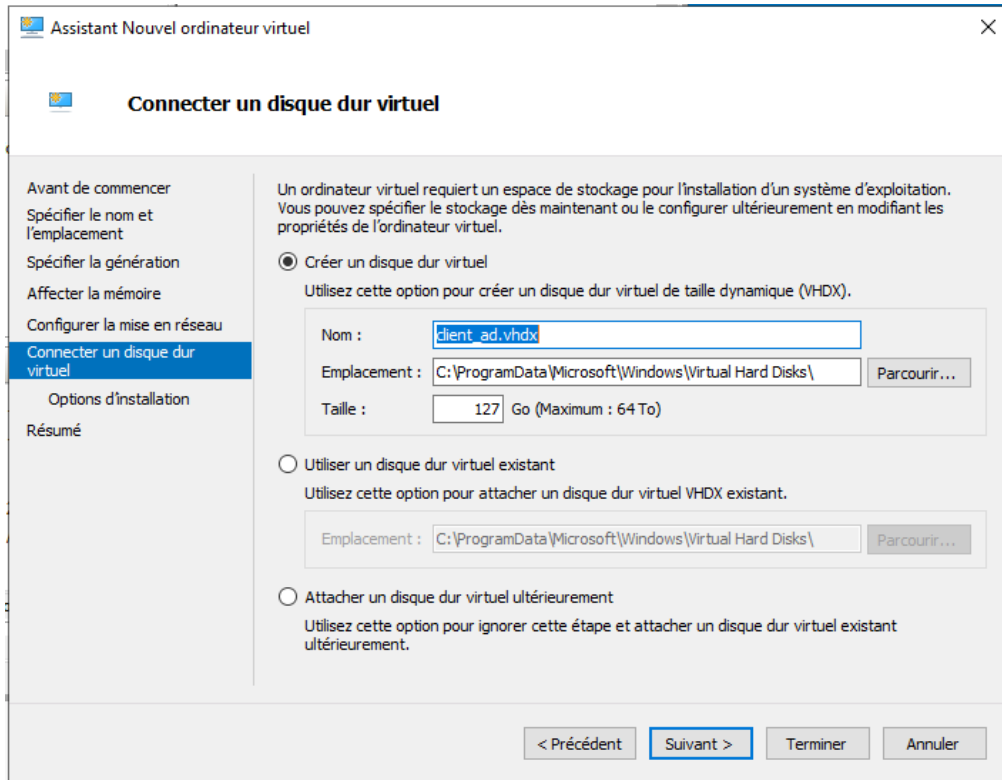 Assistant Nouvel ordinateur virtuel
Connecter un disque dur virtuel
Avant de commencer
Spécifier le nom et
l'emplacement
Spécifier la génération
Affecter la mémoire
Configurer la mise en réseau
Connecter un disque dur
virtuel
Options d'installation
Résumé
Un ordinateur virtuel requiert un espace de stockage pour l'installation d'un système d'exploitation.
Vous pouvez spécifier le stockage dès maintenant ou le configurer ultérieurement en modifiant les
propriétés de l'ordinateur virtuel.
Créer un disque dur virtuel
Utilisez cette option pour créer un disque dur virtuel de taille dynamique (VHDX).
Nom : client_ad.vhdx
Emplacement : C:\ProgramData\Microsoft\Windows\Virtual Hard Disks\ Parcourir...
Taille : 127 Go (Maximum : 64 To)
Utiliser un disque dur virtuel existant
Utilisez cette option pour attacher un disque dur virtuel VHDX existant.
Emplacement : C:\ProgramData\Microsoft\Windows\Virtual Hard Disks\ Parcourir...
Attacher un disque dur virtuel ultérieurement
Utilisez cette option pour ignorer cette étape et attacher un disque dur virtuel existant
ultérieurement.
< Précédent Suivant > Terminer Annuler